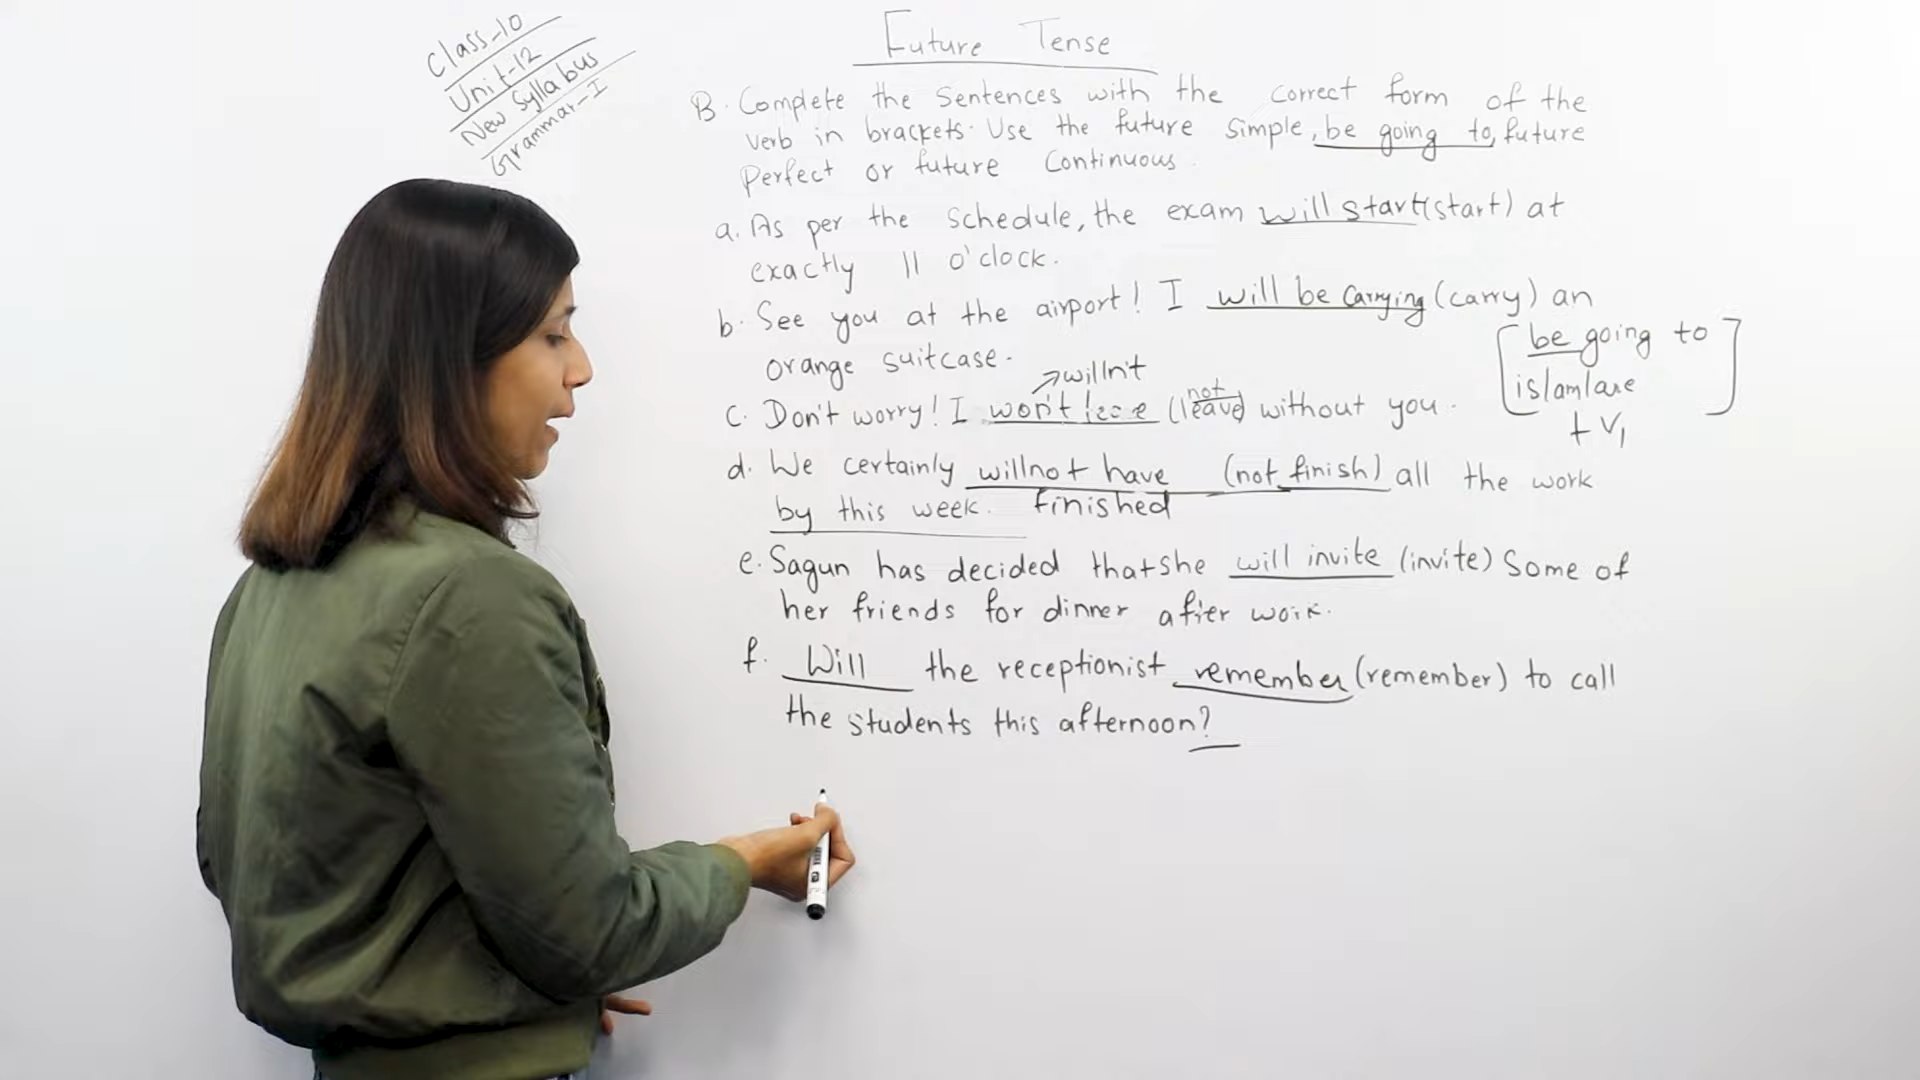 Class-10
Unit-12
New Syllabus
Grammar-I
Future Tense
B. Complete the Sentences with the correct form of the
verb in brackets. Use the future simple, be going to, future
Perfect or future Continuous.
a. As per the schedule, the exam will start (start) at
exactly 11 o'clock.
b. See you at the airport! I will be Carrying (carry) an
orange suitcase.
willn't
not
c. Don't worry! I won't (leave) without you.
be going to
is/am/are
+ V1
d. We certainly willnot have (not finish) all the work
by this week. finished
e. Sagun has decided that she will invite (invite) Some of
her friends for dinner after work.
f. Will the receptionist remember (remember) to call
the students this afternoon?